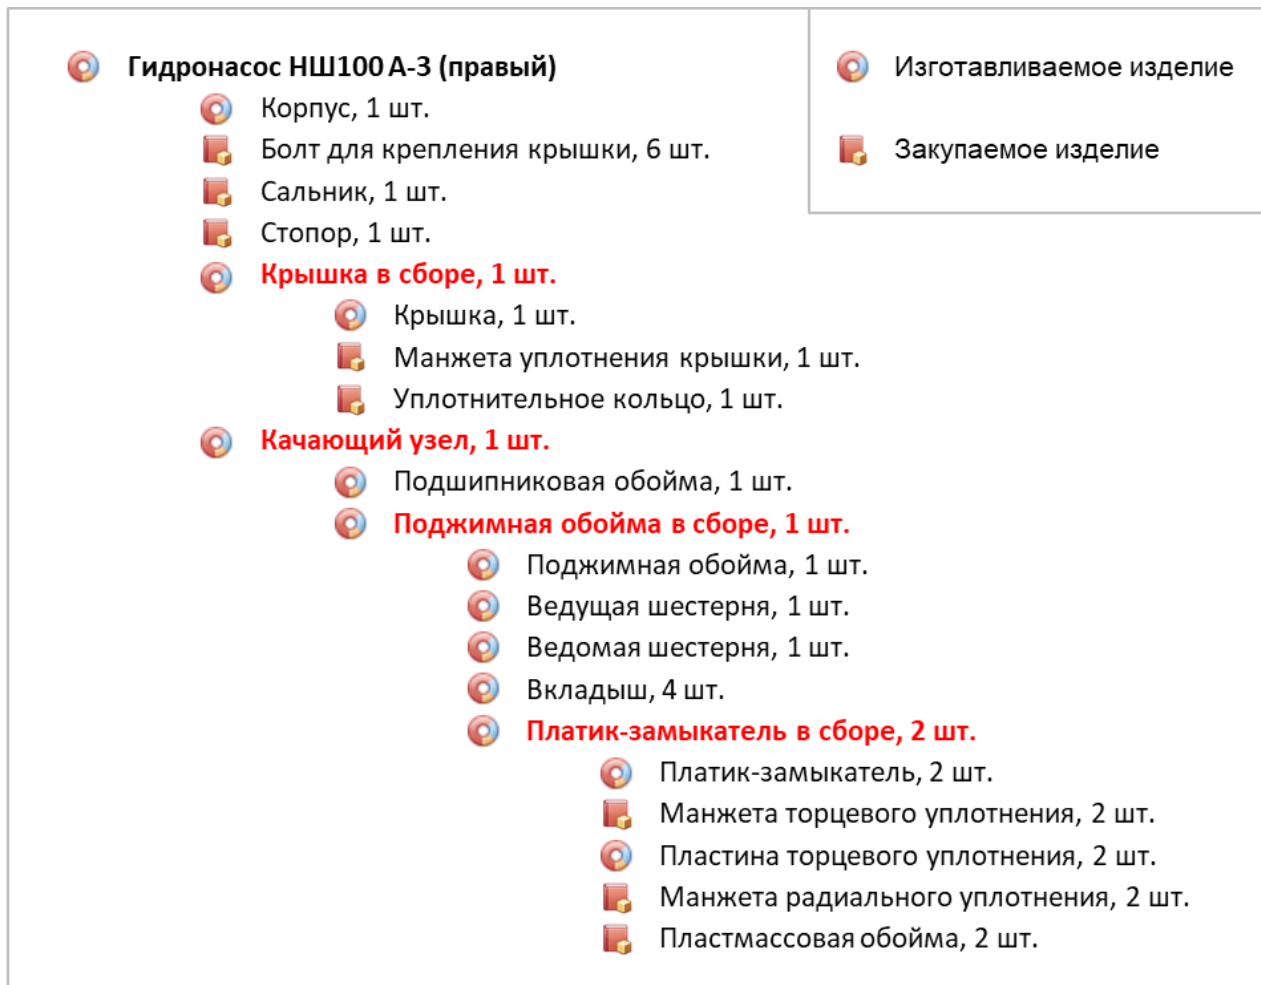 Гидронасос НШ100 А-3 (правый)
Корпус, 1 шт.
Болт для крепления крышки, 6 шт.
Сальник, 1 шт.
Стопор, 1 шт.
Крышка в сборе, 1 шт.
Крышка, 1 шт.
Манжета уплотнения крышки, 1 шт.
Уплотнительное кольцо, 1 шт.
Качающий узел, 1 шт.
Подшипниковая обойма, 1 шт.
Поджимная обойма в сборе, 1 шт.
Поджимная обойма, 1 шт.
Ведущая шестерня, 1 шт.
Ведомая шестерня, 1 шт.
Вкладыш, 4 шт.
Платик-замыкатель в сборе, 2 шт.
Платик-замыкатель, 2 шт.
Манжета торцевого уплотнения, 2 шт.
Пластина торцевого уплотнения, 2 шт.
Манжета радиального уплотнения, 2 шт.
Пластмассовая обойма, 2 шт.
Изготавливаемое изделие
Закупаемое изделие